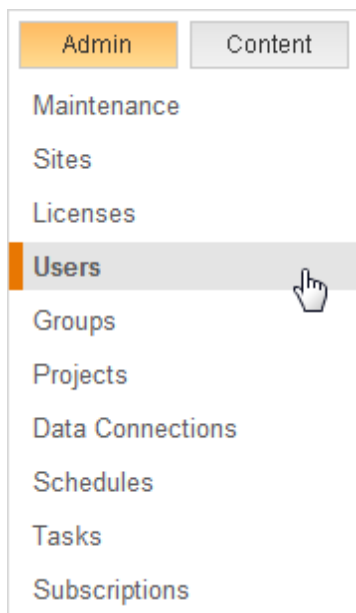 Admin Content
Maintenance
Sites
Licenses
Users
Groups
Projects
Data Connections
Schedules
Tasks
Subscriptions